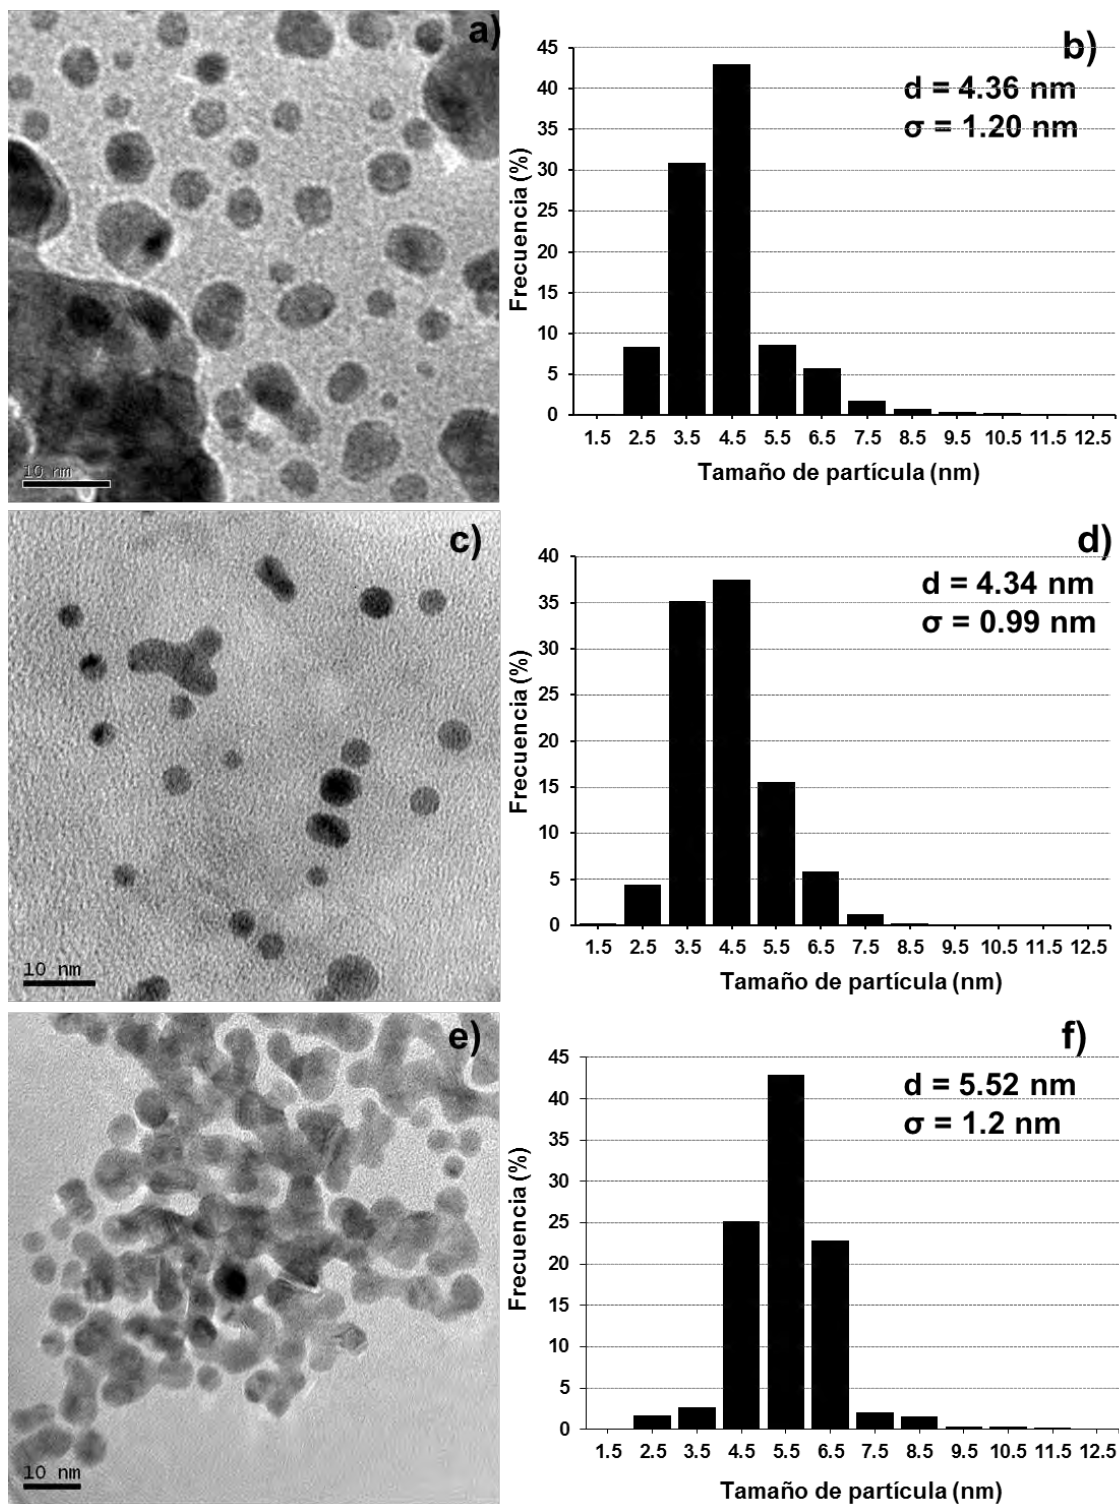 a)
10 nm
b)
d = 4.36 nm
σ = 1.20 nm
Frecuencia (%)
45
40
35
30
25
20
15
10
5
0
1.5 2.5 3.5 4.5 5.5 6.5 7.5 8.5 9.5 10.5 11.5 12.5
Tamaño de partícula (nm)
c)
10 nm
d)
d = 4.34 nm
σ = 0.99 nm
Frecuencia (%)
40
35
30
25
20
15
10
5
0
1.5 2.5 3.5 4.5 5.5 6.5 7.5 8.5 9.5 10.5 11.5 12.5
Tamaño de partícula (nm)
e)
10 nm
f)
d = 5.52 nm
σ = 1.2 nm
Frecuencia (%)
45
40
35
30
25
20
15
10
5
0
1.5 2.5 3.5 4.5 5.5 6.5 7.5 8.5 9.5 10.5 11.5 12.5
Tamaño de partícula (nm)